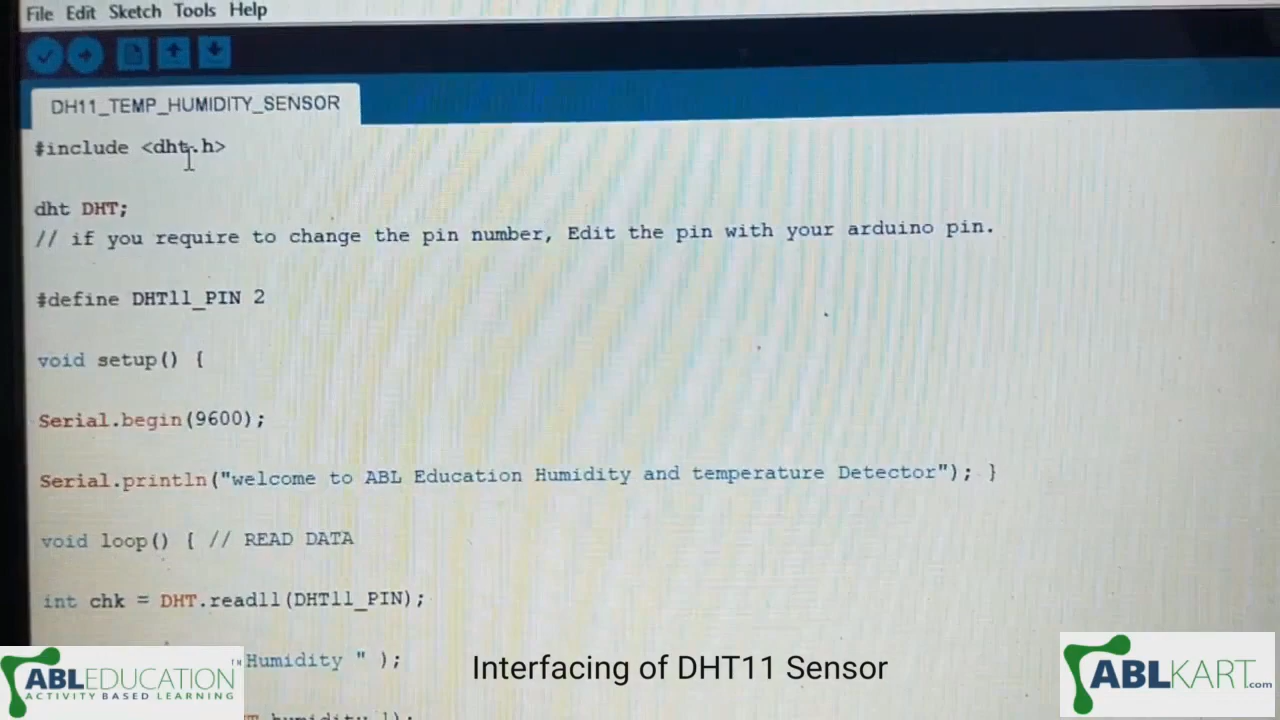 File Edit Sketch Tools Help
DH11_TEMP_HUMIDITY_SENSOR
#include <dht.h>
dht DHT;
// if you require to change the pin number, Edit the pin with your arduino pin.
#define DHT11_PIN 2
void setup() {
Serial.begin(9600);
Serial.println("welcome to ABL Education Humidity and temperature Detector"); }
void loop() { // READ DATA
int chk = DHT.read11(DHT11_PIN);
Humidity " );
humidity
Interfacing of DHT11 Sensor
ABLEDUCATION™
ACTIVITY BASED LEARNING
ABLKART.com